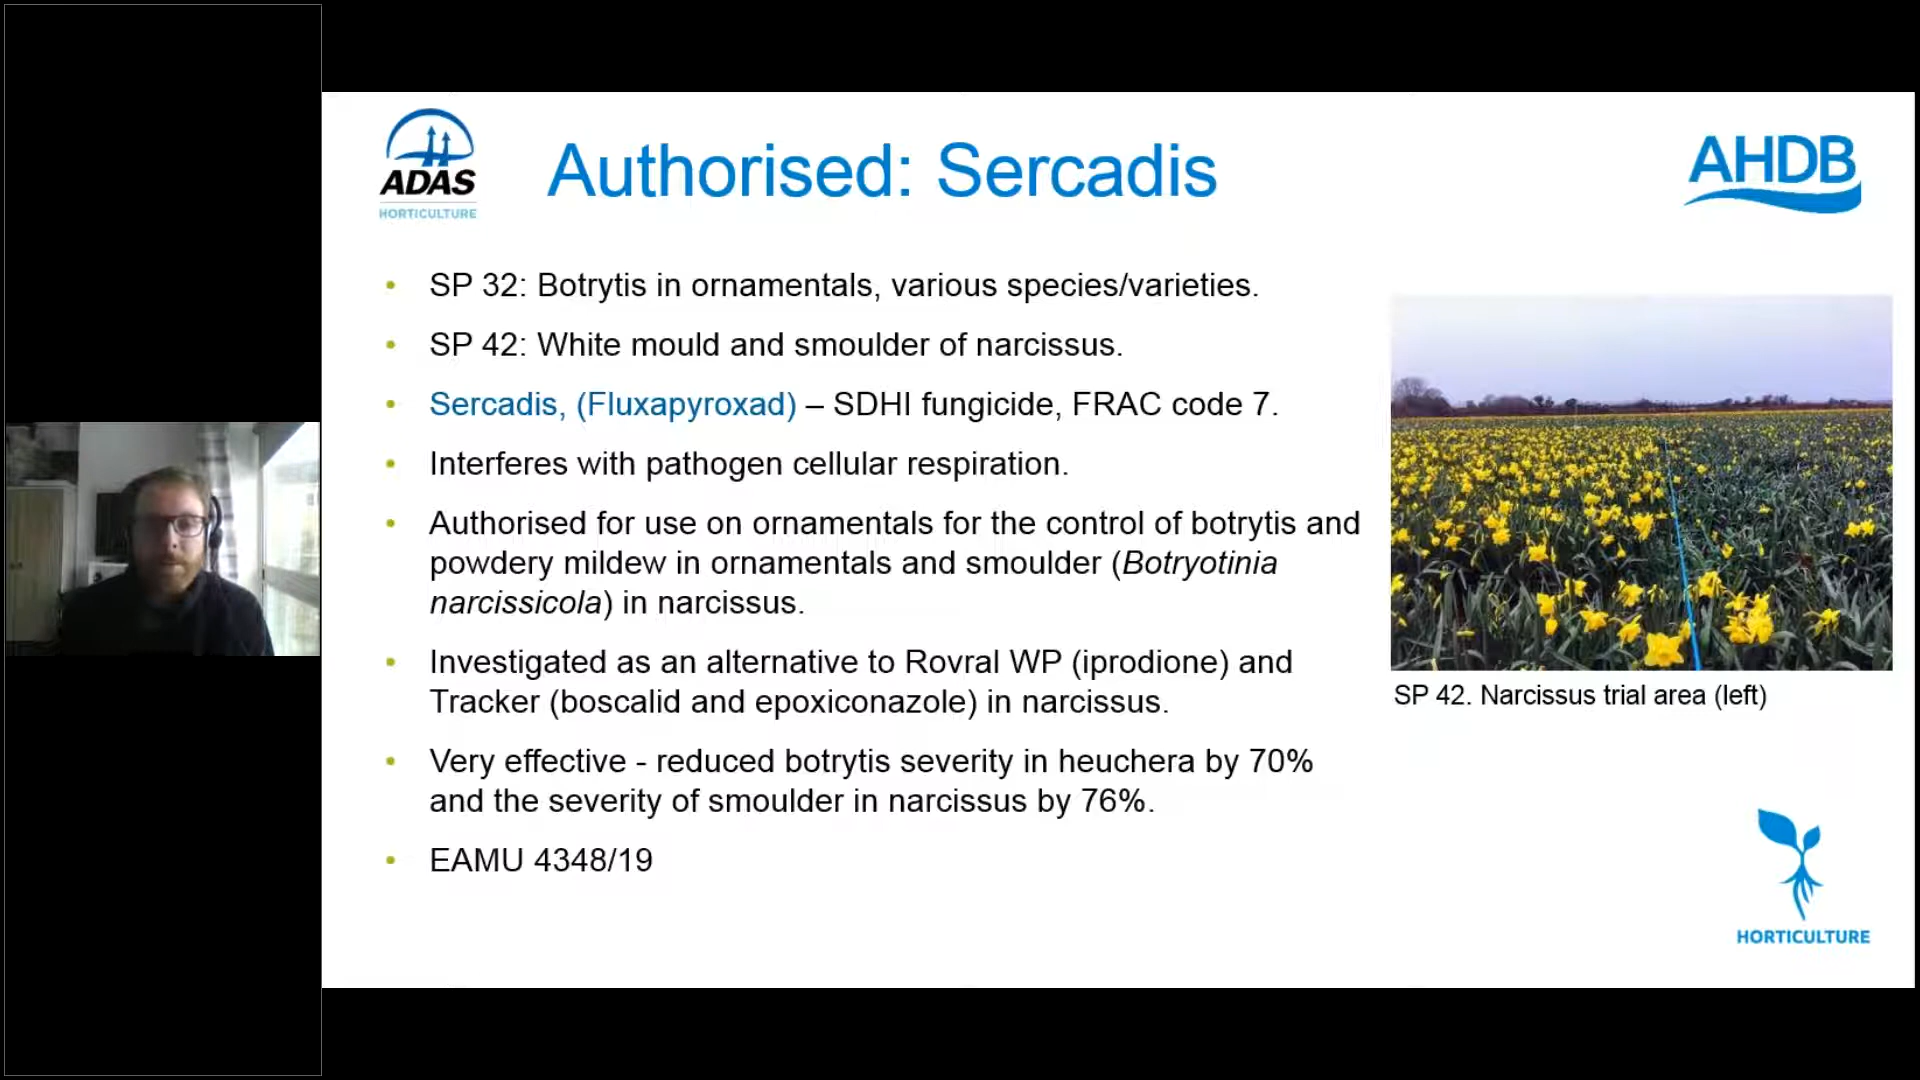 ADAS
HORTICULTURE
Authorised: Sercadis
AHDB
• SP 32: Botrytis in ornamentals, various species/varieties.
• SP 42: White mould and smoulder of narcissus.
• Sercadis, (Fluxapyroxad) – SDHI fungicide, FRAC code 7.
• Interferes with pathogen cellular respiration.
• Authorised for use on ornamentals for the control of botrytis and
powdery mildew in ornamentals and smoulder (Botryotinia
narcissicola) in narcissus.
• Investigated as an alternative to Rovral WP (iprodione) and
Tracker (boscalid and epoxiconazole) in narcissus.
• Very effective - reduced botrytis severity in heuchera by 70%
and the severity of smoulder in narcissus by 76%.
• EAMU 4348/19
SP 42. Narcissus trial area (left)
HORTICULTURE